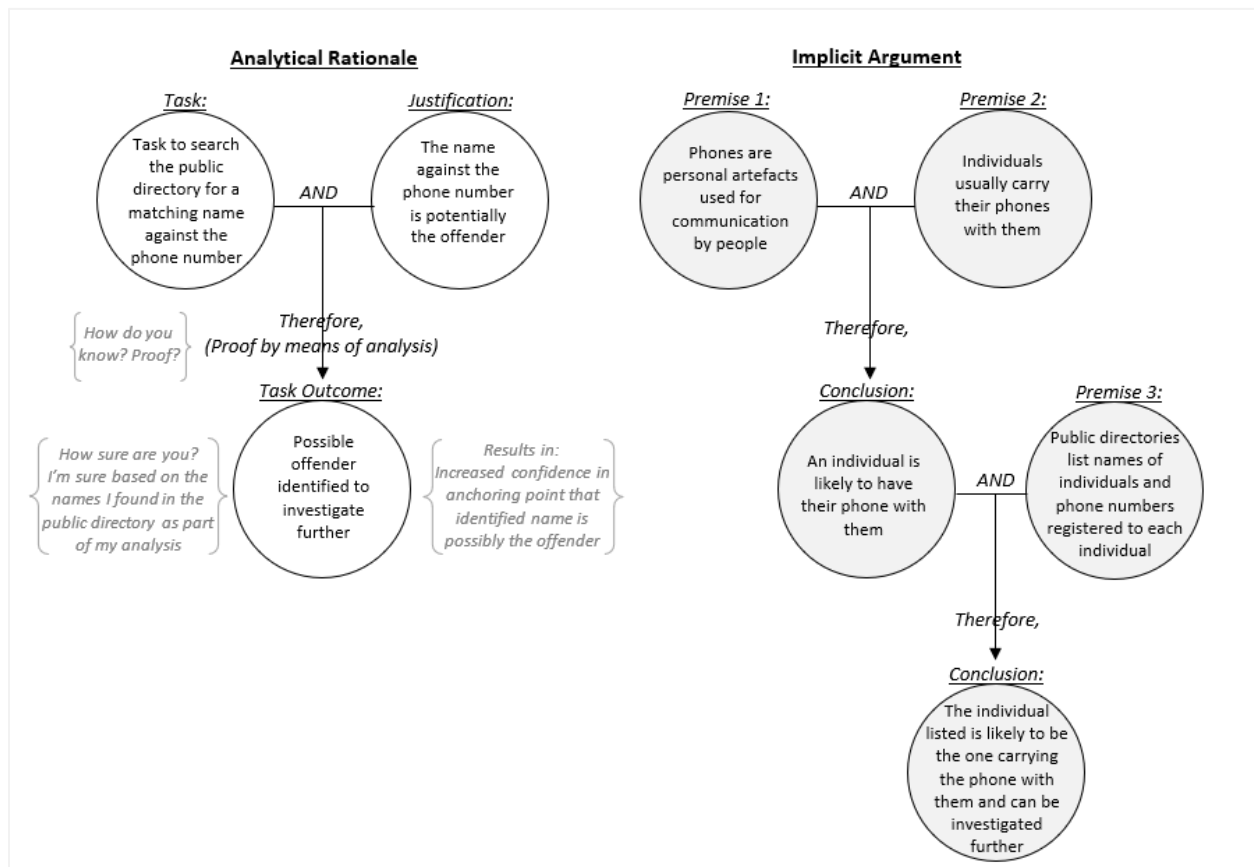 Analytical Rationale
Task:
Task to search
the public
directory for a
matching name
against the
phone number
AND
Justification:
The name
against the
phone number
is potentially
the offender
How do you
know? Proof?
Therefore,
(Proof by means of analysis)
Task Outcome:
Possible
offender
identified to
investigate
further
How sure are you?
I'm sure based on the
names I found in the
public directory as part
of my analysis
Results in:
Increased confidence in
anchoring point that
identified name is
possibly the offender
Implicit Argument
Premise 1:
Phones are
personal artefacts
used for
communication
by people
AND
Premise 2:
Individuals
usually carry
their phones
with them
Therefore,
Conclusion:
An individual is
likely to have
their phone with
them
AND
Premise 3:
Public directories
list names of
individuals and
phone numbers
registered to each
individual
Therefore,
Conclusion:
The individual
listed is likely to be
the one carrying
the phone with
them and can be
investigated
further